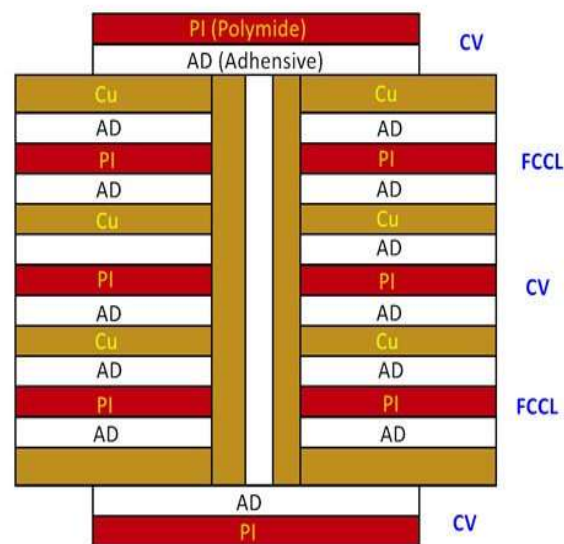 PI (Polymide)
CV
AD (Adhensive)
Cu Cu
AD AD
PI PI FCCL
AD AD
Cu Cu
AD
PI PI CV
AD AD
Cu Cu
AD AD
PI PI FCCL
AD AD
AD
CV
PI